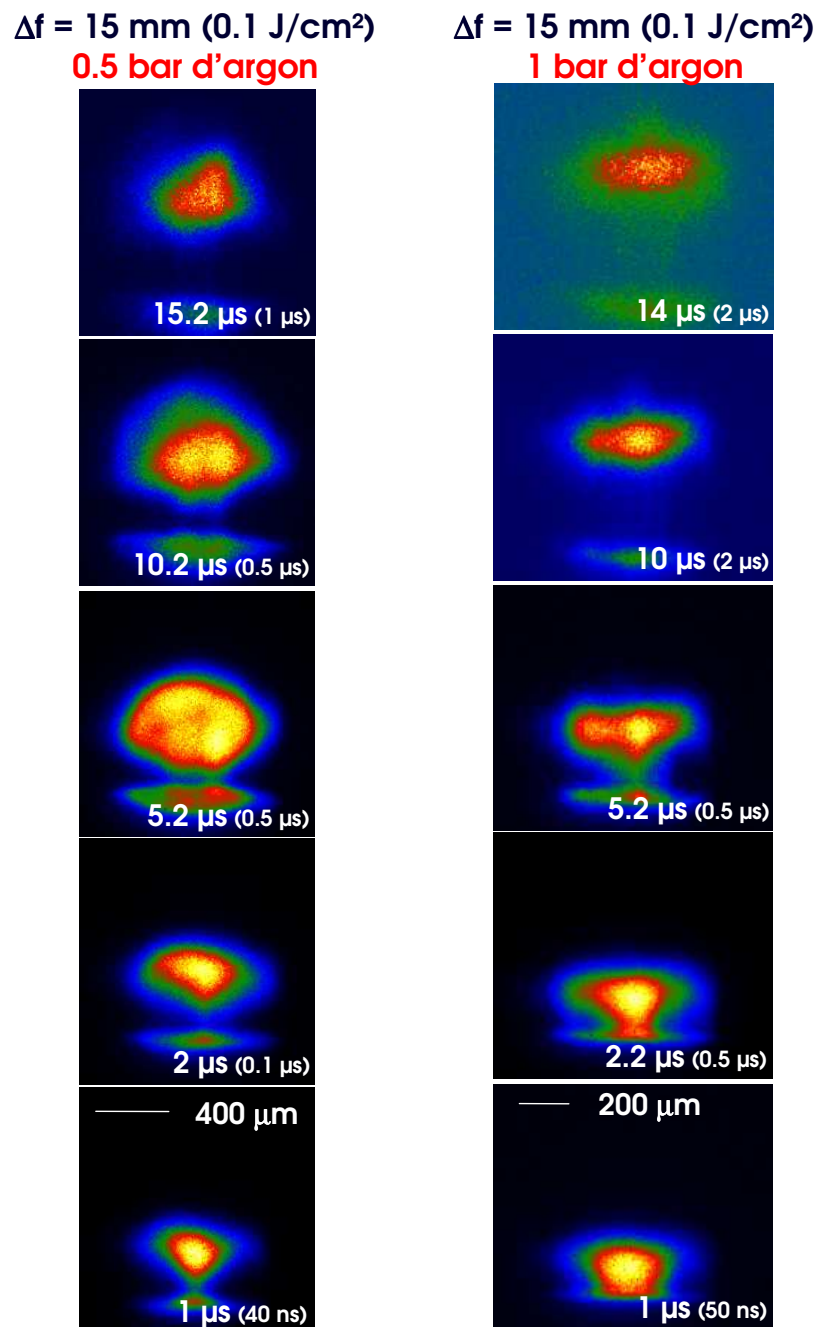 Δf = 15 mm (0.1 J/cm²)
0.5 bar d’argon
15.2 µs (1 µs)
10.2 µs (0.5 µs)
5.2 µs (0.5 µs)
2 µs (0.1 µs)
400 µm
1 µs (40 ns)
Δf = 15 mm (0.1 J/cm²)
1 bar d’argon
14 µs (2 µs)
10 µs (2 µs)
5.2 µs (0.5 µs)
2.2 µs (0.5 µs)
200 µm
1 µs (50 ns)